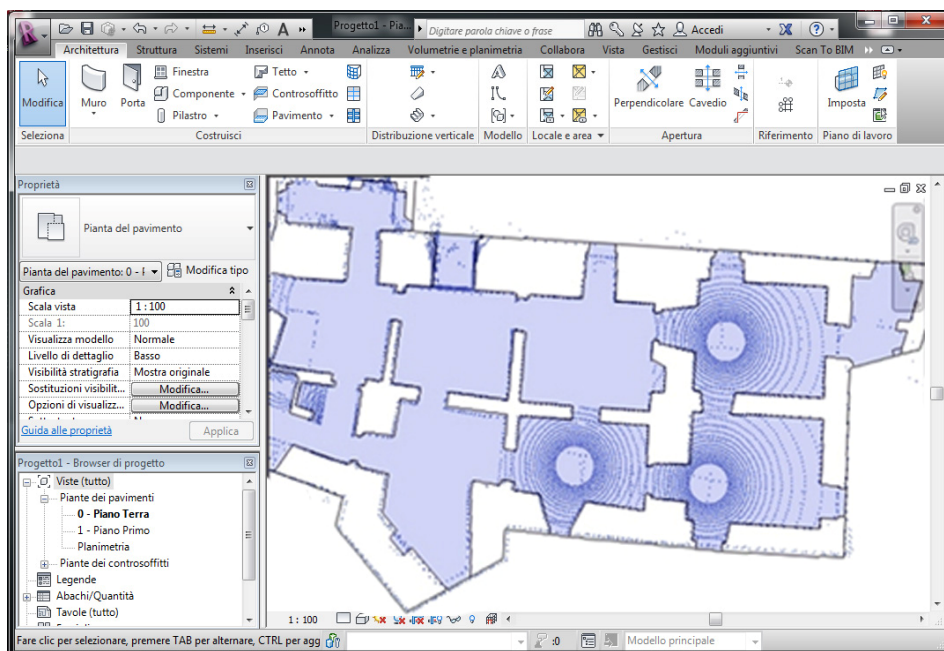 Progetto1 - Pia...
Digitare parola chiave o frase
Accedi
Architettura Struttura Sistemi Inserisci Annota Analizza Volumetrie e planimetria Collabora Vista Gestisci Moduli aggiuntivi Scan To BIM
Modifica
Muro
Porta
Finestra
Componente
Pilastro
Tetto
Controsoffitto
Pavimento
Perpendicolare
Cavedio
Imposta
Seleziona
Costruisci
Distribuzione verticale
Modello
Locale e area
Apertura
Riferimento
Piano di lavoro
Proprietà
Pianta del pavimento
Pianta del pavimento: 0 - F
Modifica tipo
Grafica
Scala vista 1 : 100
Scala 1: 100
Visualizza modello Normale
Livello di dettaglio Basso
Visibilità stratigrafia Mostra originale
Sostituzioni visibilit... Modifica...
Opzioni di visualizz... Modifica...
Guida alle proprietà
Applica
Progetto1 - Browser di progetto
Viste (tutto)
Piante dei pavimenti
0 - Piano Terra
1 - Piano Primo
Planimetria
Piante dei controsoffitti
Legende
Abachi/Quantità
Tavole (tutto)
1 : 100
Fare clic per selezionare, premere TAB per alternare, CTRL per agg
:0
Modello principale